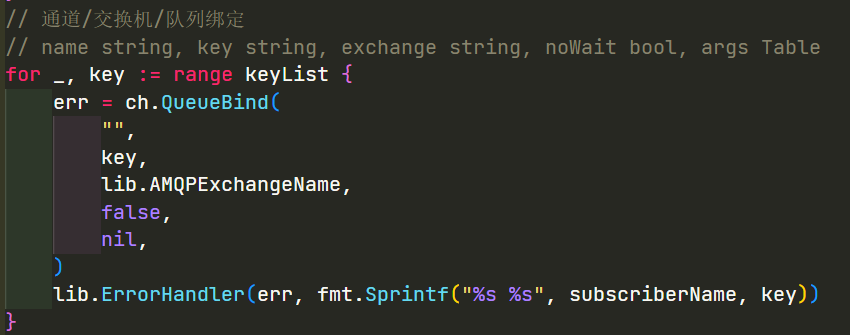 // 通道/交换机/队列绑定
// name string, key string, exchange string, noWait bool, args Table
for _, key := range keyList {
    err = ch.QueueBind(
        "",
        key,
        lib.AMQPExchangeName,
        false,
        nil,
    )
    lib.ErrorHandler(err, fmt.Sprintf("%s %s", subscriberName, key))
}